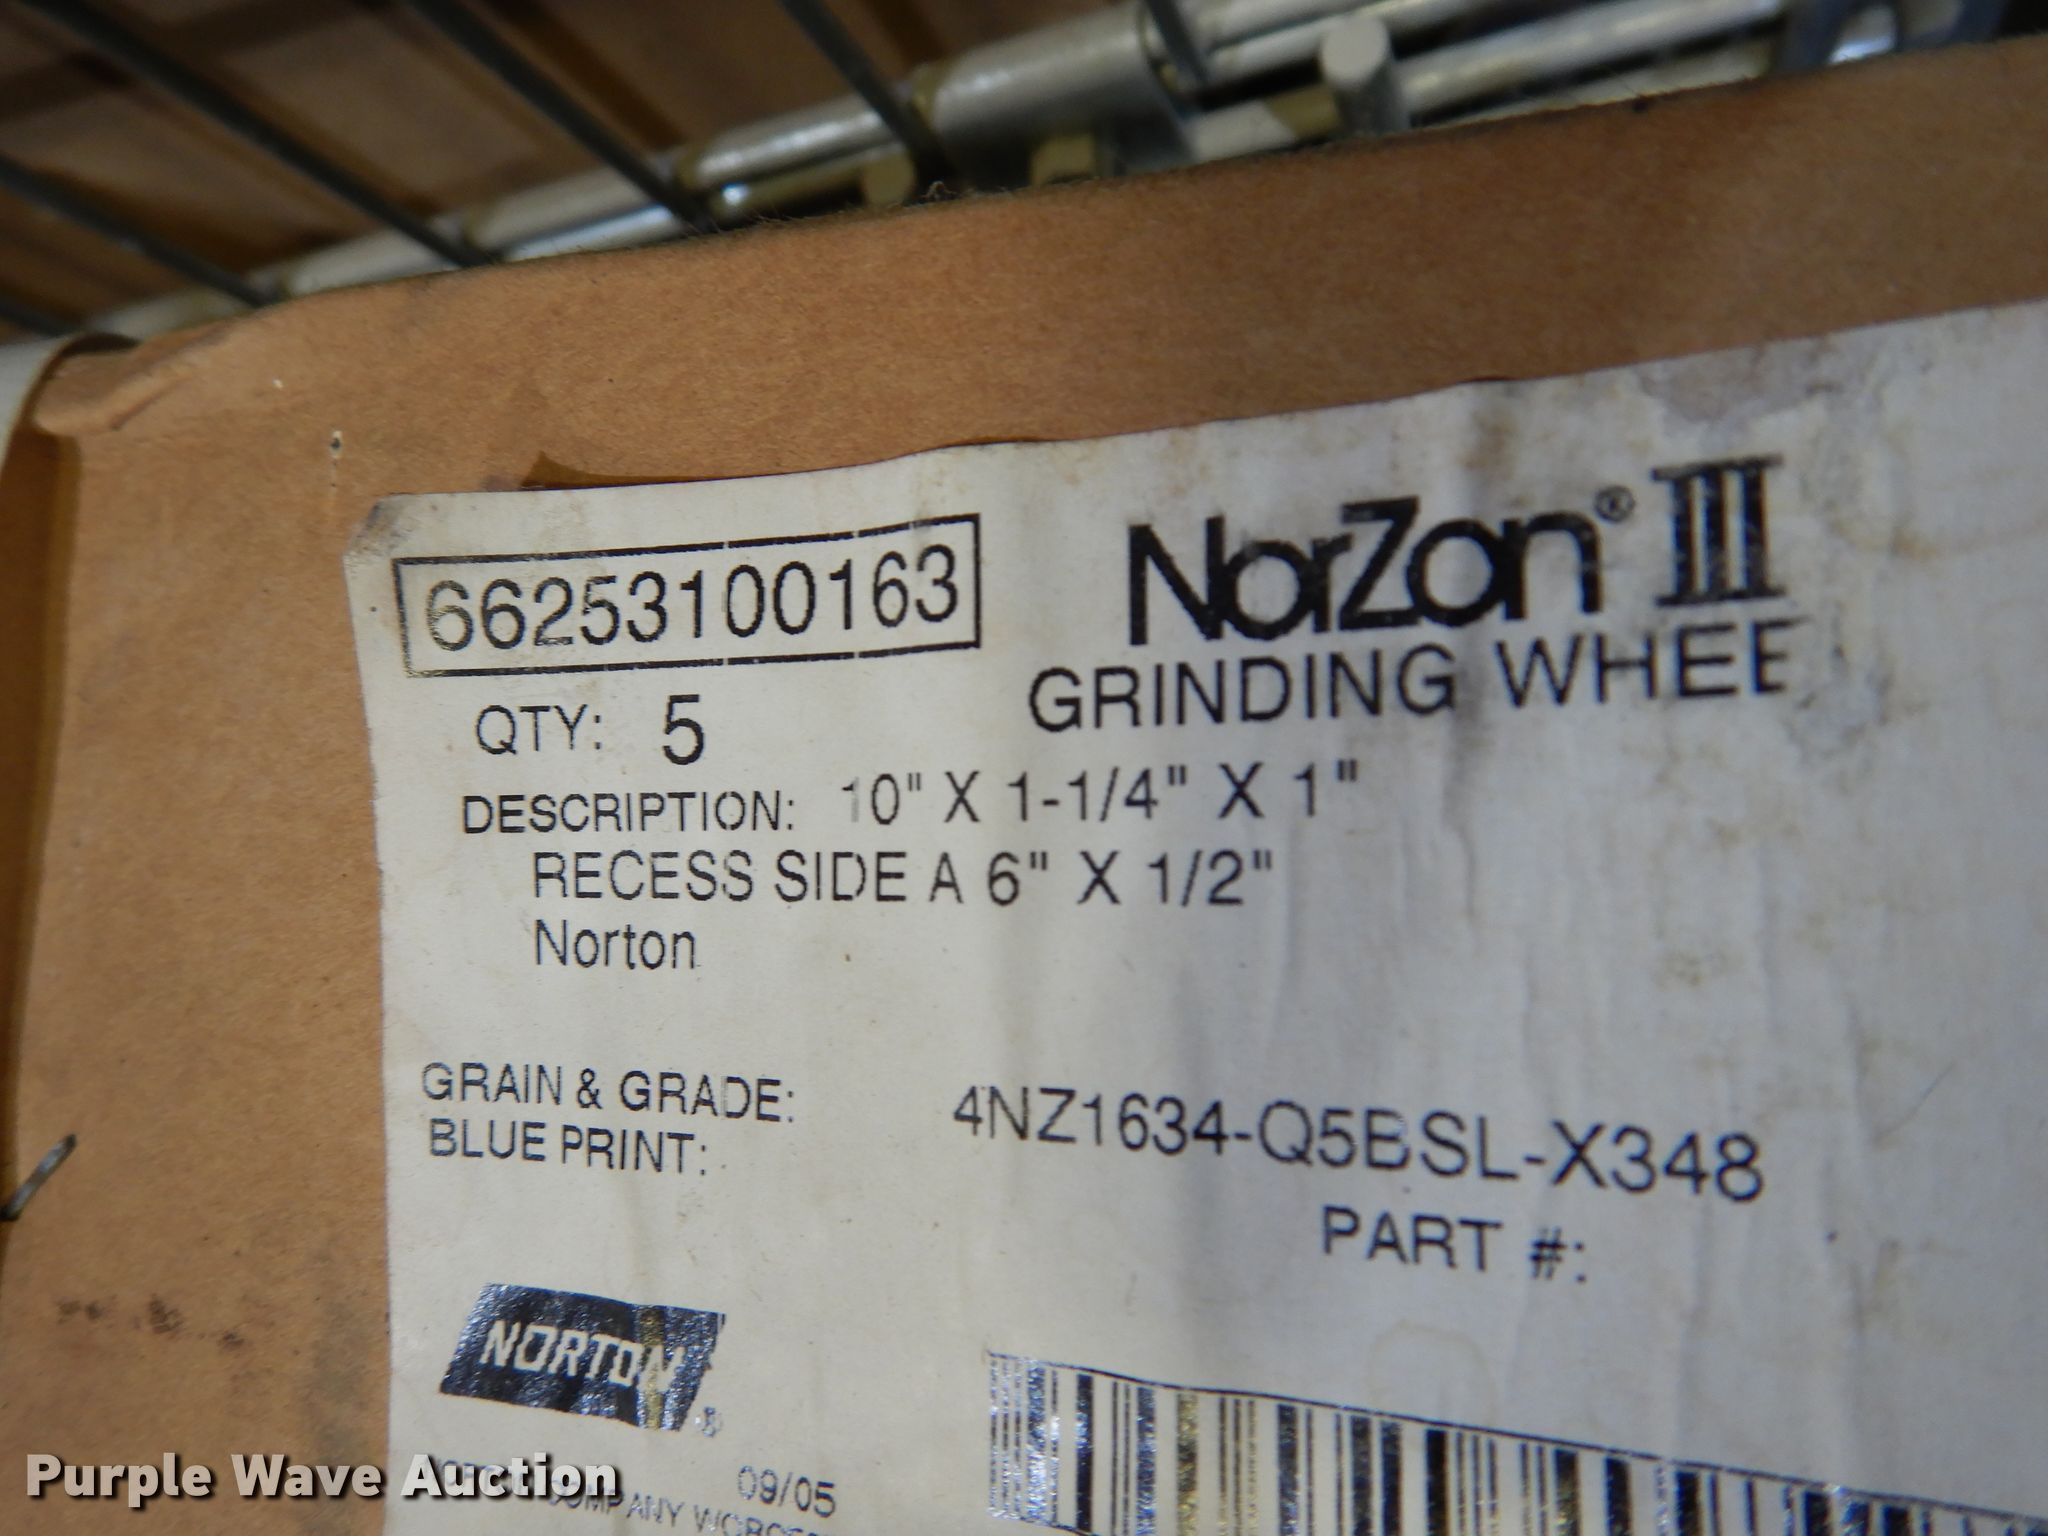 66253100163
NorZon® III
GRINDING WHEE
QTY: 5
DESCRIPTION: 10" X 1-1/4" X 1"
RECESS SIDE A 6" X 1/2"
Norton
GRAIN & GRADE: 4NZ1634-Q5BSL-X348
BLUE PRINT:
PART #:
NORTON®
09/05
COMPANY
Purple Wave Auction